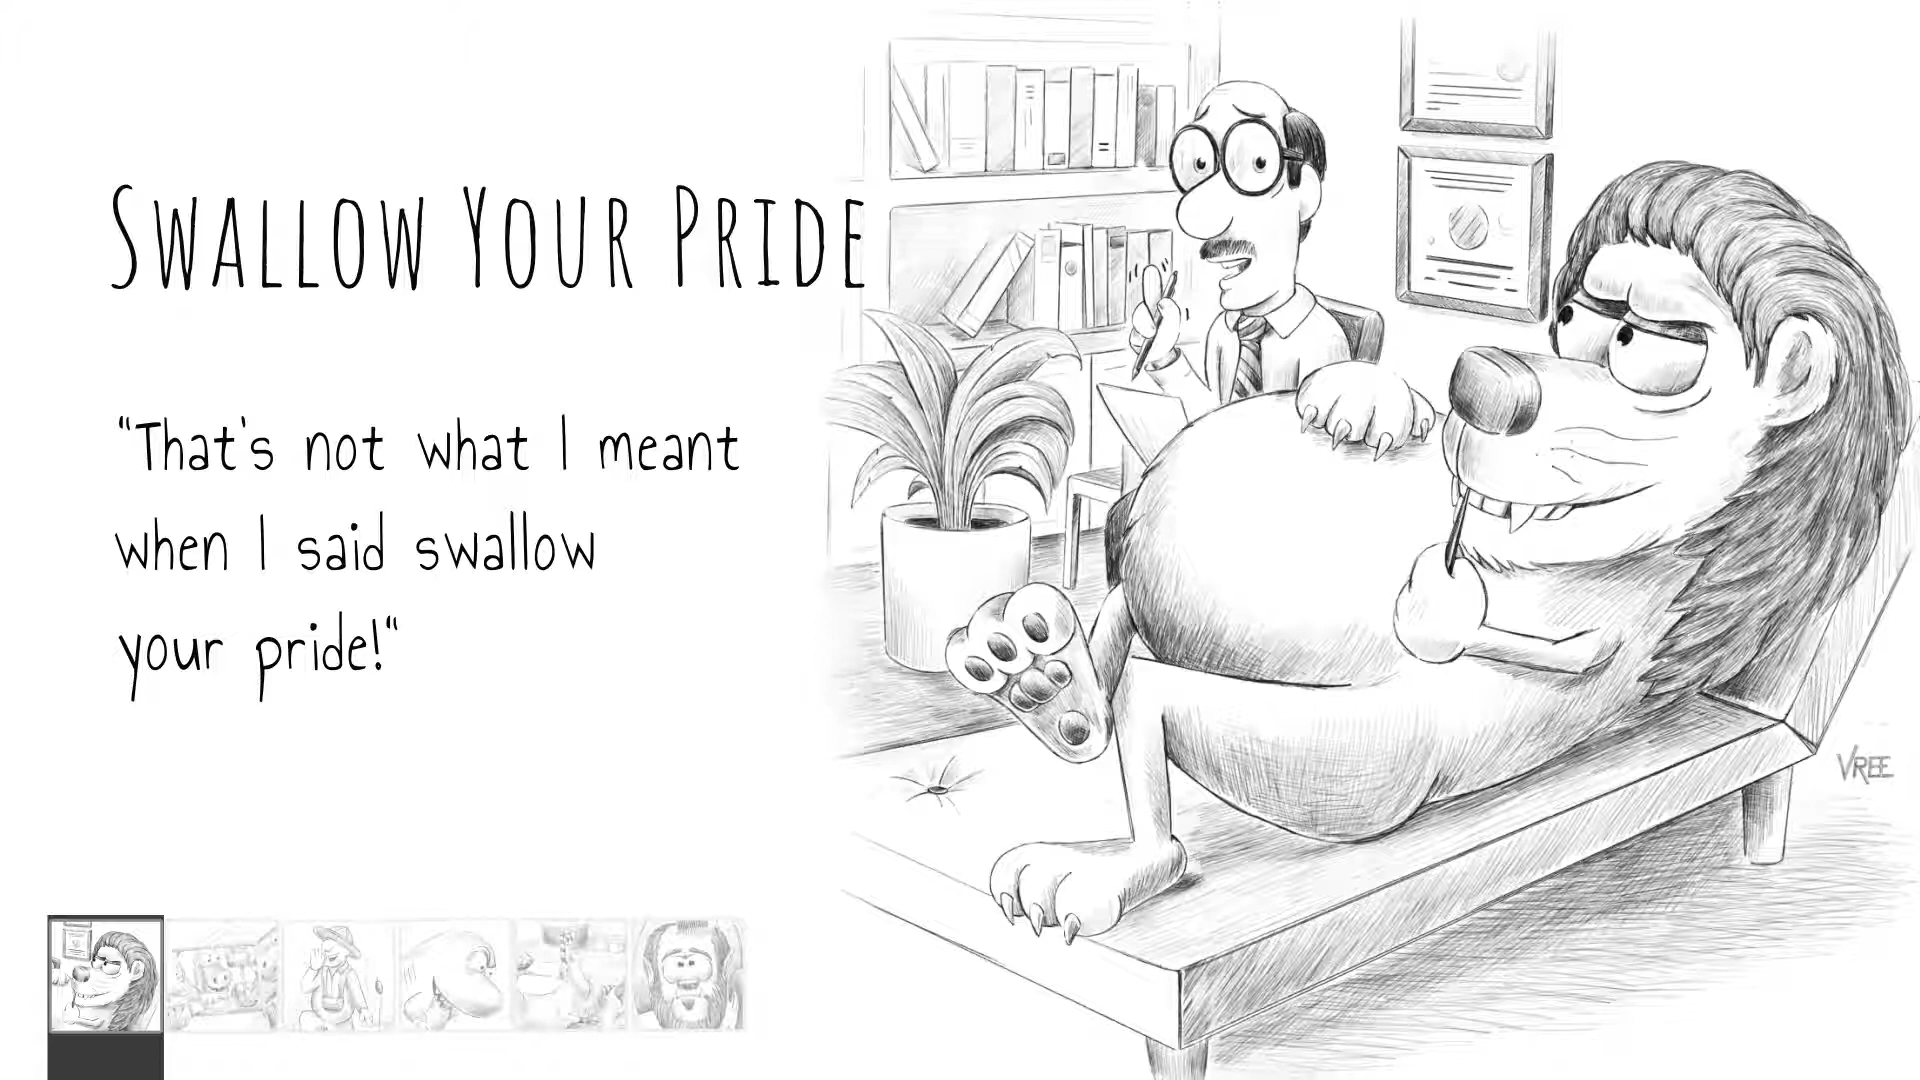 Swallow Your Pride
"That's not what I meant
when I said swallow
your pride!"
VREE